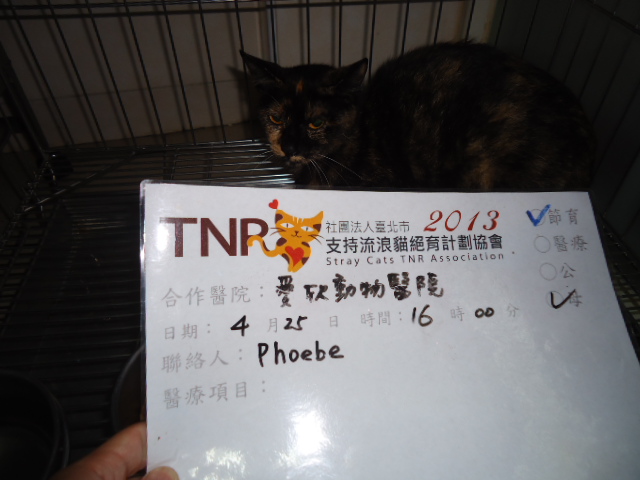 TNR 社團法人臺北市 2013
支持流浪貓絕育計劃協會
Stray Cats TNR Association
節育
醫療
公
母
合作醫院：愛欣動物醫院
日期： 4 月 25 日 時間： 16 時 00 分
聯絡人： Phoebe
醫療項目：